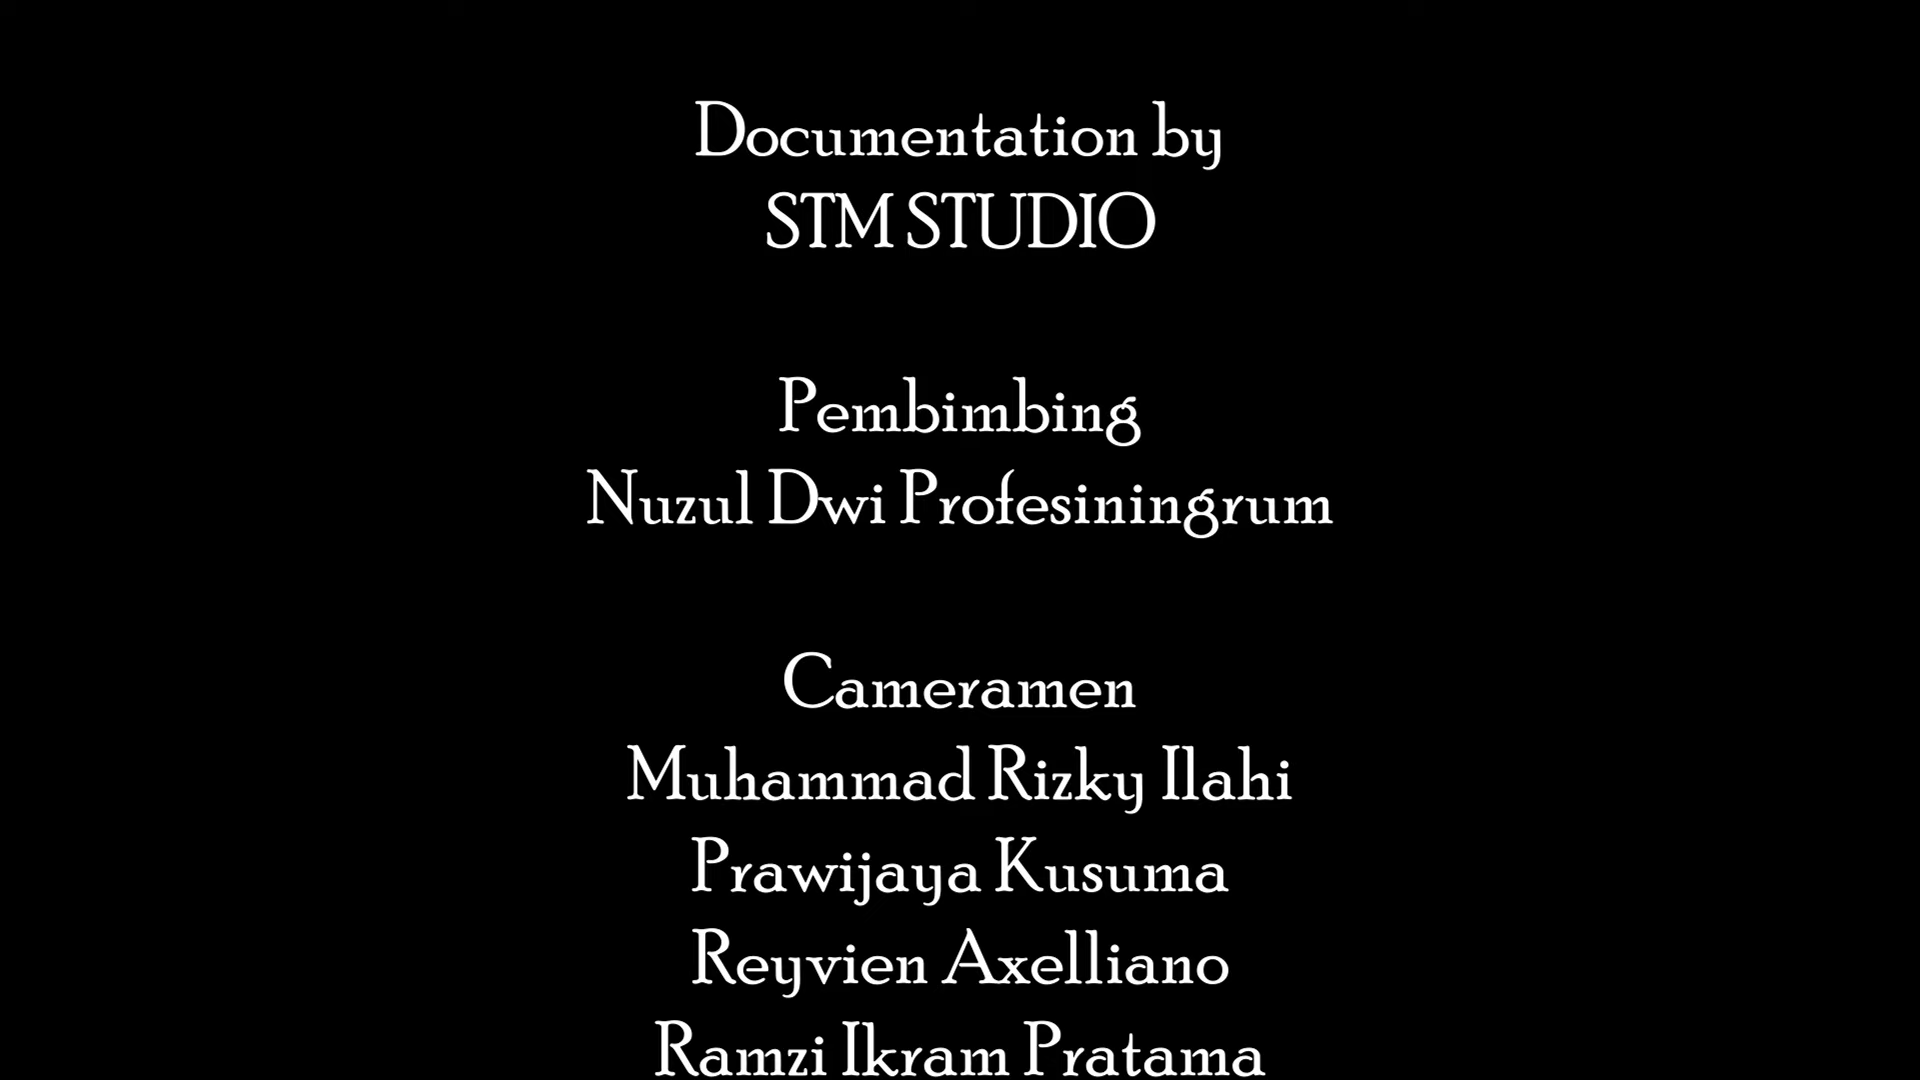 Documentation by
STM STUDIO
Pembimbing
Nuzul Dwi Profesiningrum
Cameramen
Muhammad Rizky Ilahi
Prawijaya Kusuma
Reyvien Axelliano
Ramzi Ikram Pratama